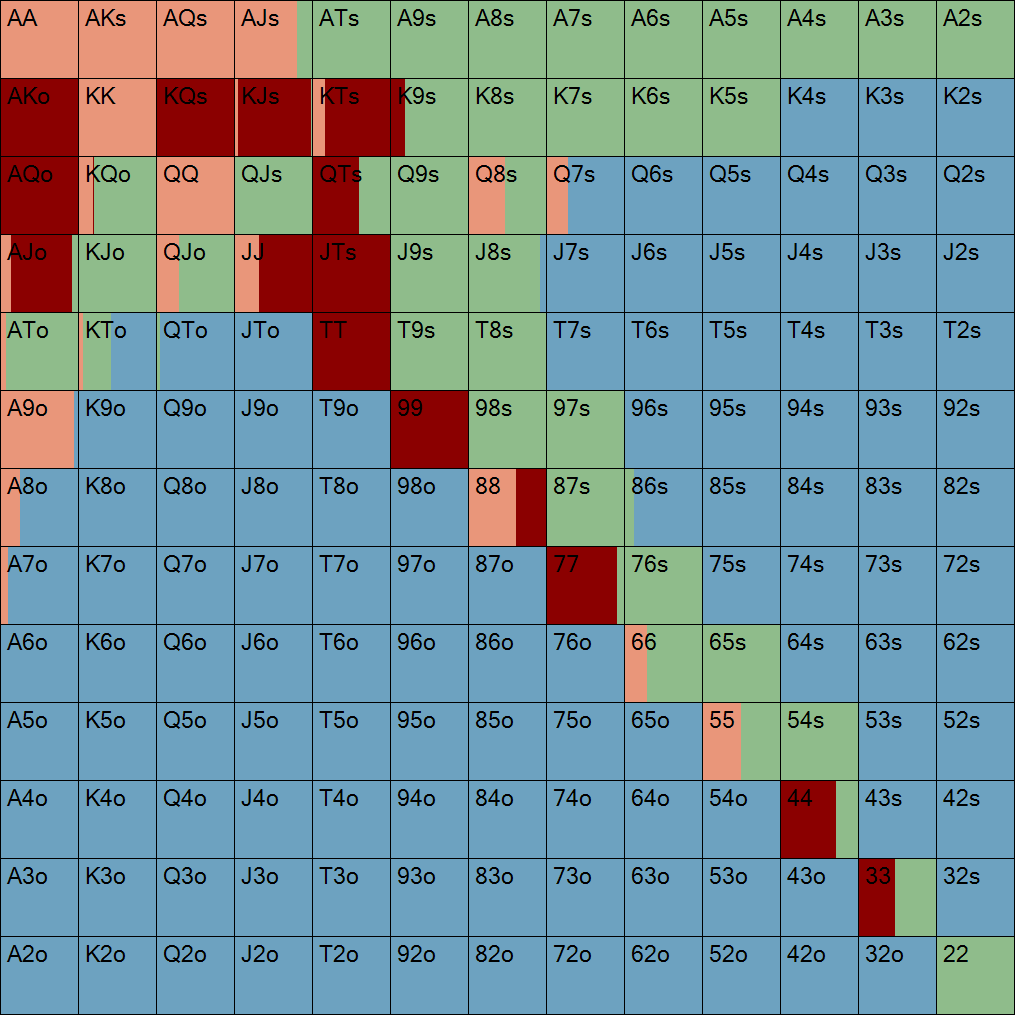 AA AKs AQs AJs ATs A9s A8s A7s A6s A5s A4s A3s A2s
AKo KK KQs KJs KTs K9s K8s K7s K6s K5s K4s K3s K2s
AQo KQo QQ QJs QTs Q9s Q8s Q7s Q6s Q5s Q4s Q3s Q2s
AJo KJo QJo JJ JTs J9s J8s J7s J6s J5s J4s J3s J2s
ATo KTo QTo JTo TT T9s T8s T7s T6s T5s T4s T3s T2s
A9o K9o Q9o J9o T9o 99 98s 97s 96s 95s 94s 93s 92s
A8o K8o Q8o J8o T8o 98o 88 87s 86s 85s 84s 83s 82s
A7o K7o Q7o J7o T7o 97o 87o 77 76s 75s 74s 73s 72s
A6o K6o Q6o J6o T6o 96o 86o 76o 66 65s 64s 63s 62s
A5o K5o Q5o J5o T5o 95o 85o 75o 65o 55 54s 53s 52s
A4o K4o Q4o J4o T4o 94o 84o 74o 64o 54o 44 43s 42s
A3o K3o Q3o J3o T3o 93o 83o 73o 63o 53o 43o 33 32s
A2o K2o Q2o J2o T2o 92o 82o 72o 62o 52o 42o 32o 22